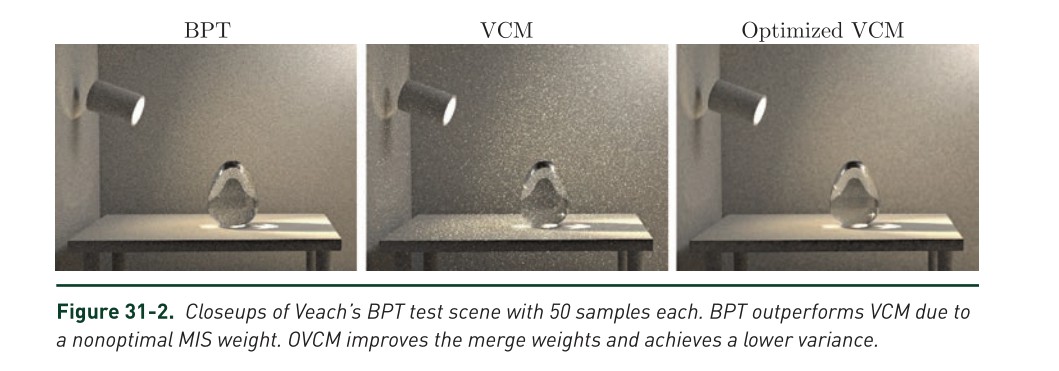 BPT
VCM
Optimized VCM
Figure 31-2. Closeups of Veach's BPT test scene with 50 samples each. BPT outperforms VCM due to
a nonoptimal MIS weight. OVCM improves the merge weights and achieves a lower variance.